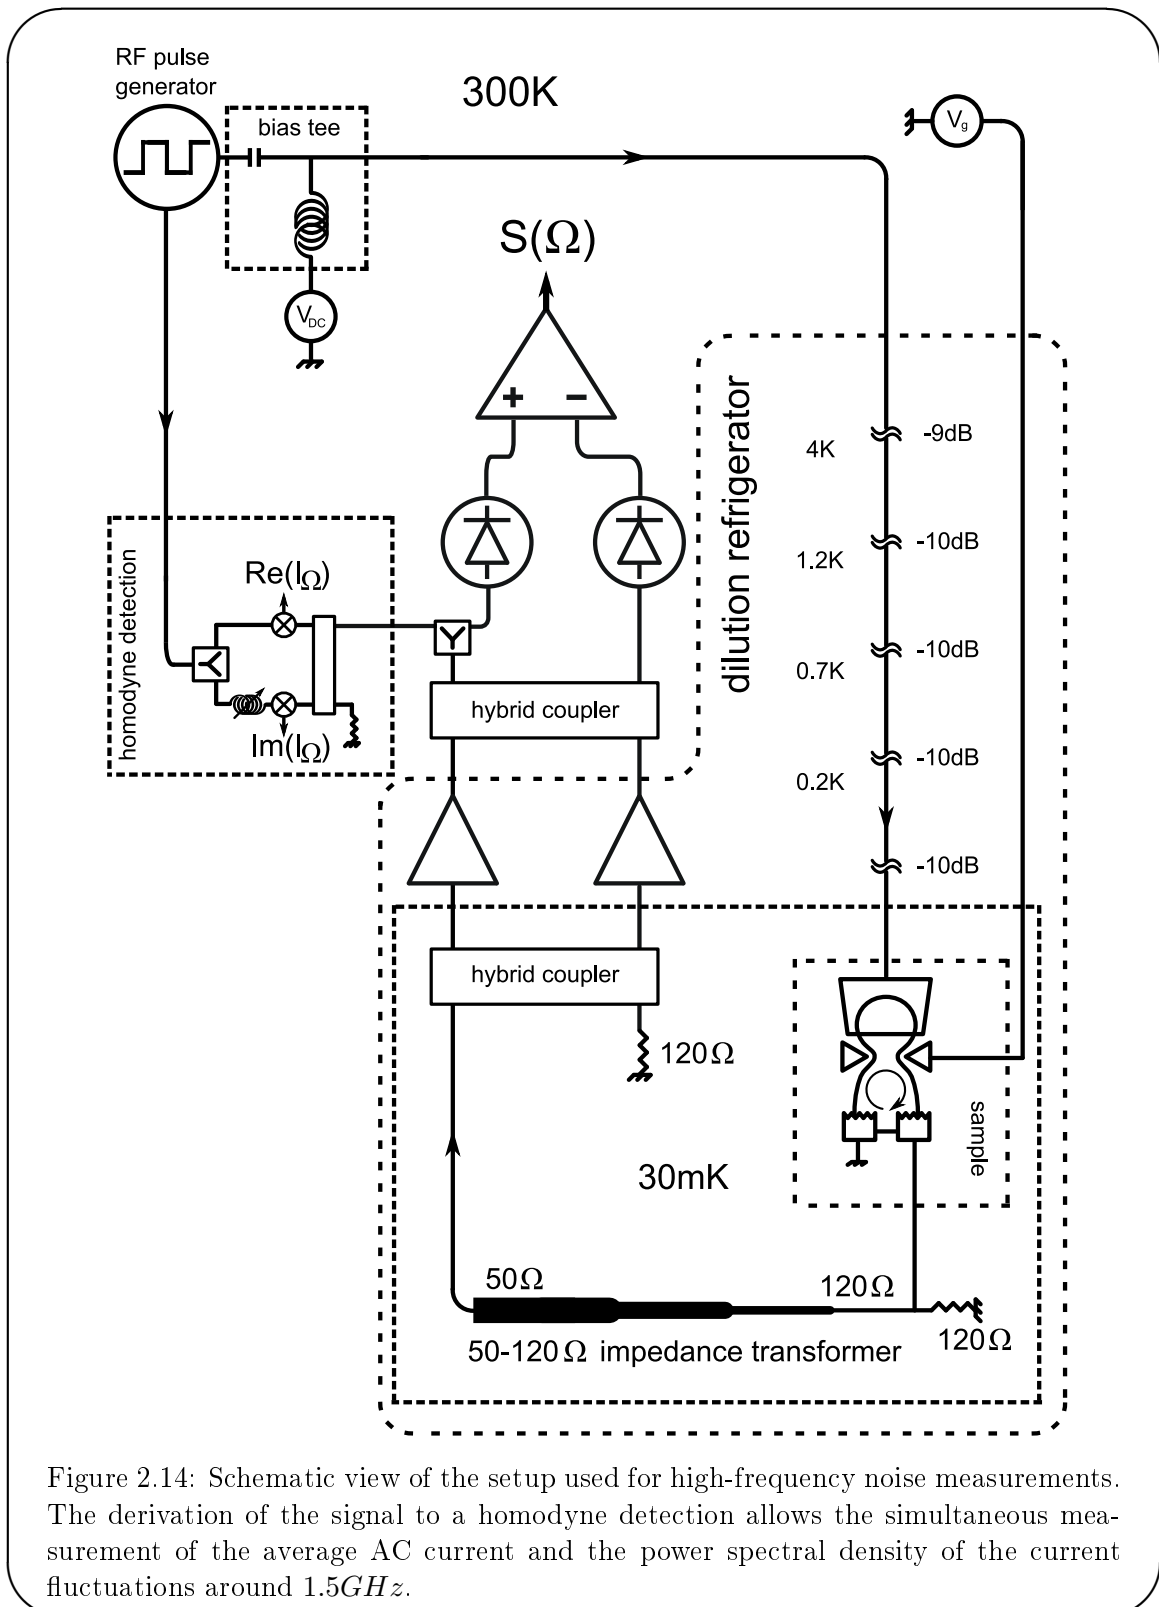 RF pulse
generator
300K
bias tee
Vg
S(Ω)
VDC
+ −
dilution refrigerator
4K
-9dB
1.2K
-10dB
homodyne detection
Re(IΩ)
0.7K
-10dB
hybrid coupler
Im(IΩ)
0.2K
-10dB
-10dB
hybrid coupler
120Ω
sample
30mK
50Ω
120Ω
50-120Ω impedance transformer
120Ω
Figure 2.14: Schematic view of the setup used for high-frequency noise measurements.
The derivation of the signal to a homodyne detection allows the simultaneous mea-
surement of the average AC current and the power spectral density of the current
fluctuations around 1.5GHz.